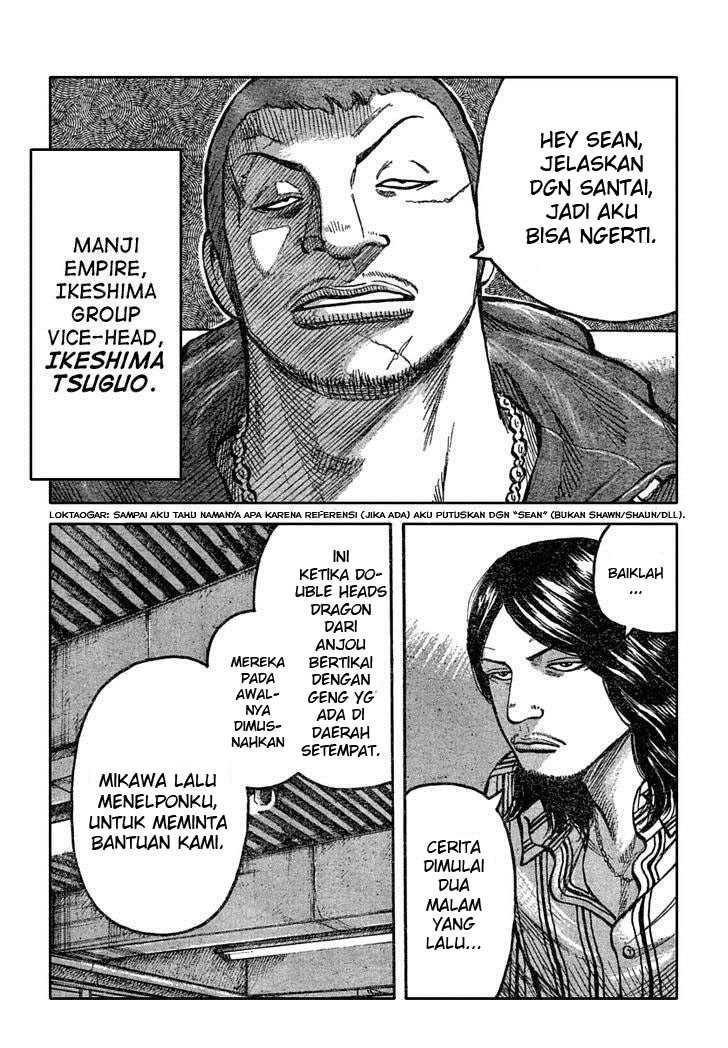 HEY SEAN,
JELASKAN
DGN SANTAI,
JADI AKU
BISA NGERTI.
MANJI
EMPIRE,
IKESHIMA
GROUP
VICE-HEAD,
IKESHIMA
TSUGUO.
LOKTAOGAR: SAMPAI AKU TAHU NAMANYA APA KARENA REFERENSI (JIKA ADA) AKU PUTUSKAN DGN "SEAN" (BUKAN SHAWN/SHAUN/DLL).
BAIKLAH
...
CERITA
DIMULAI
DUA
MALAM
YANG
LALU...
INI
KETIKA DO-
UBLE HEADS
DRAGON
DARI
ANJOU
BERTIKAI
DENGAN
GENG YG
ADA DI
DAERAH
SETEMPAT.
MEREKA
PADA
AWAL-
NYA
DIMUS-
NAHKAN
MIKAWA LALU
MENELPONKU,
UNTUK MEMINTA
BANTUAN KAMI.